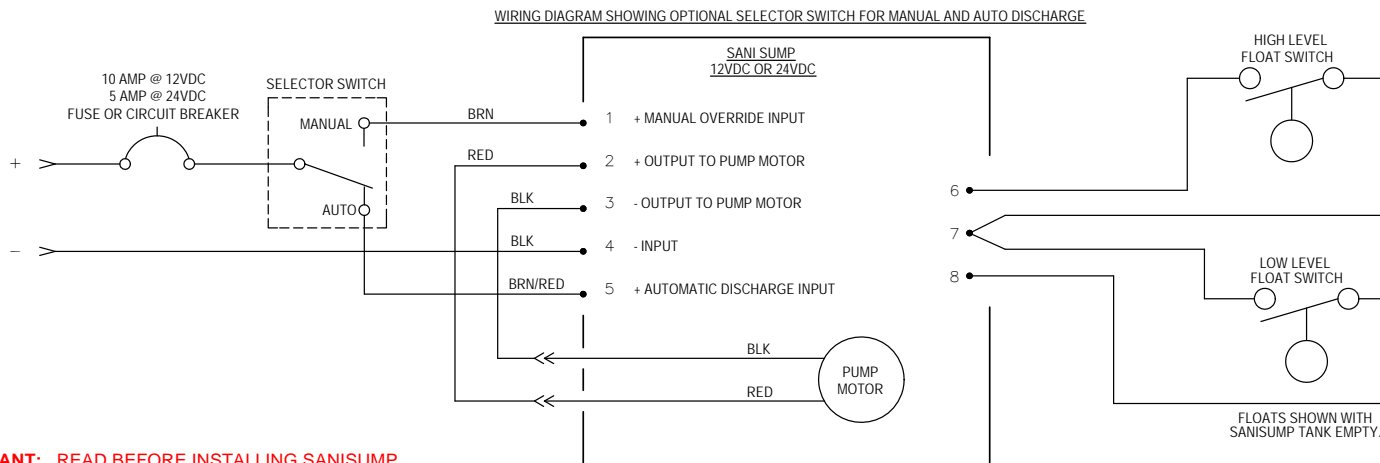 WIRING DIAGRAM SHOWING OPTIONAL SELECTOR SWITCH FOR MANUAL AND AUTO DISCHARGE
10 AMP @ 12VDC
5 AMP @ 24VDC
FUSE OR CIRCUIT BREAKER
SELECTOR SWITCH
MANUAL
AUTO
+
-
BRN
RED
BLK
BLK
BRN/RED
SANI SUMP
12VDC OR 24VDC
1 + MANUAL OVERRIDE INPUT
2 + OUTPUT TO PUMP MOTOR
3 - OUTPUT TO PUMP MOTOR
4 - INPUT
5 + AUTOMATIC DISCHARGE INPUT
BLK
RED
PUMP
MOTOR
6
7
8
HIGH LEVEL
FLOAT SWITCH
LOW LEVEL
FLOAT SWITCH
FLOATS SHOWN WITH
SANISUMP TANK EMPTY.
ANT: READ BEFORE INSTALLING SANISUMP